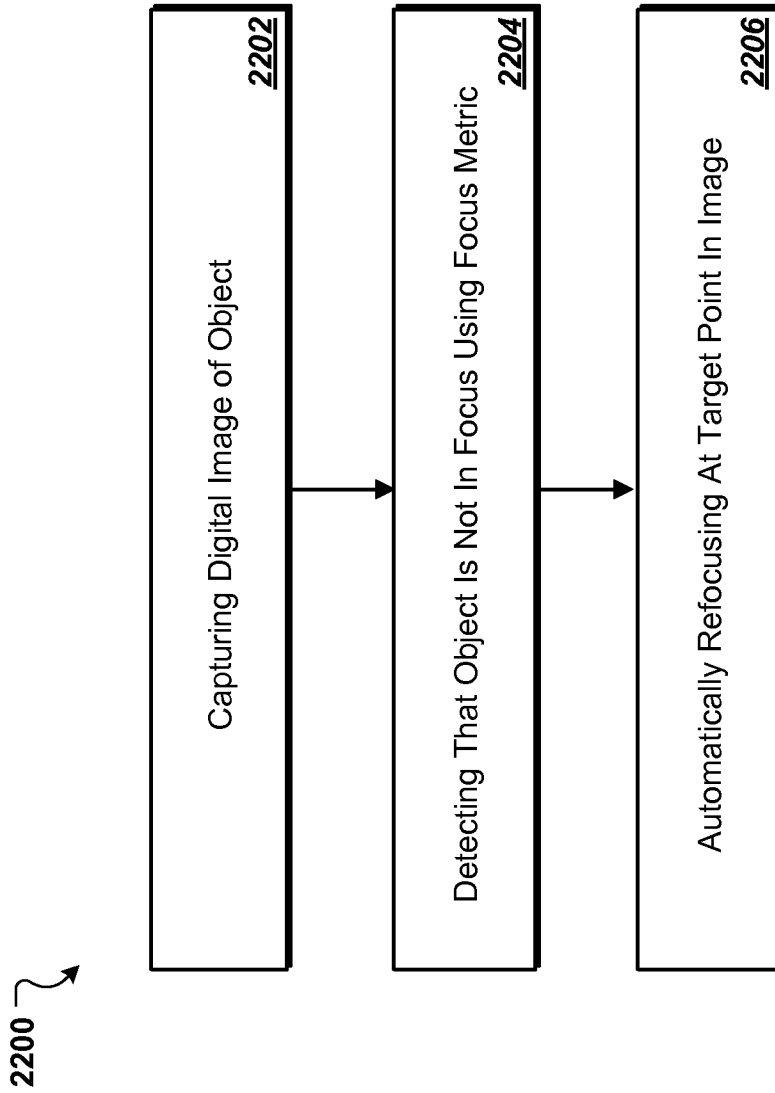 2200
Capturing Digital Image of Object
2202
Detecting That Object Is Not In Focus Using Focus Metric
2204
Automatically Refocusing At Target Point In Image
2206